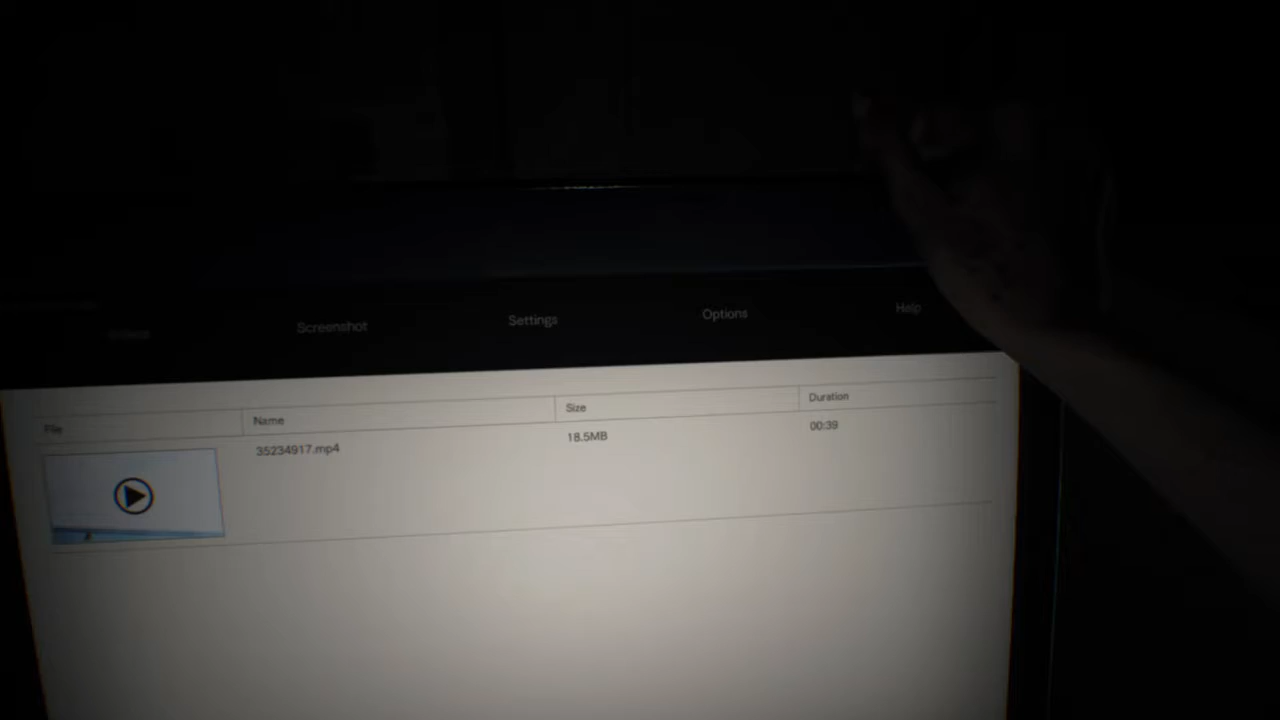 Screenshot
Settings
Options
Help
File
Name
Size
Duration
35234917.mp4
18.5MB
00:39